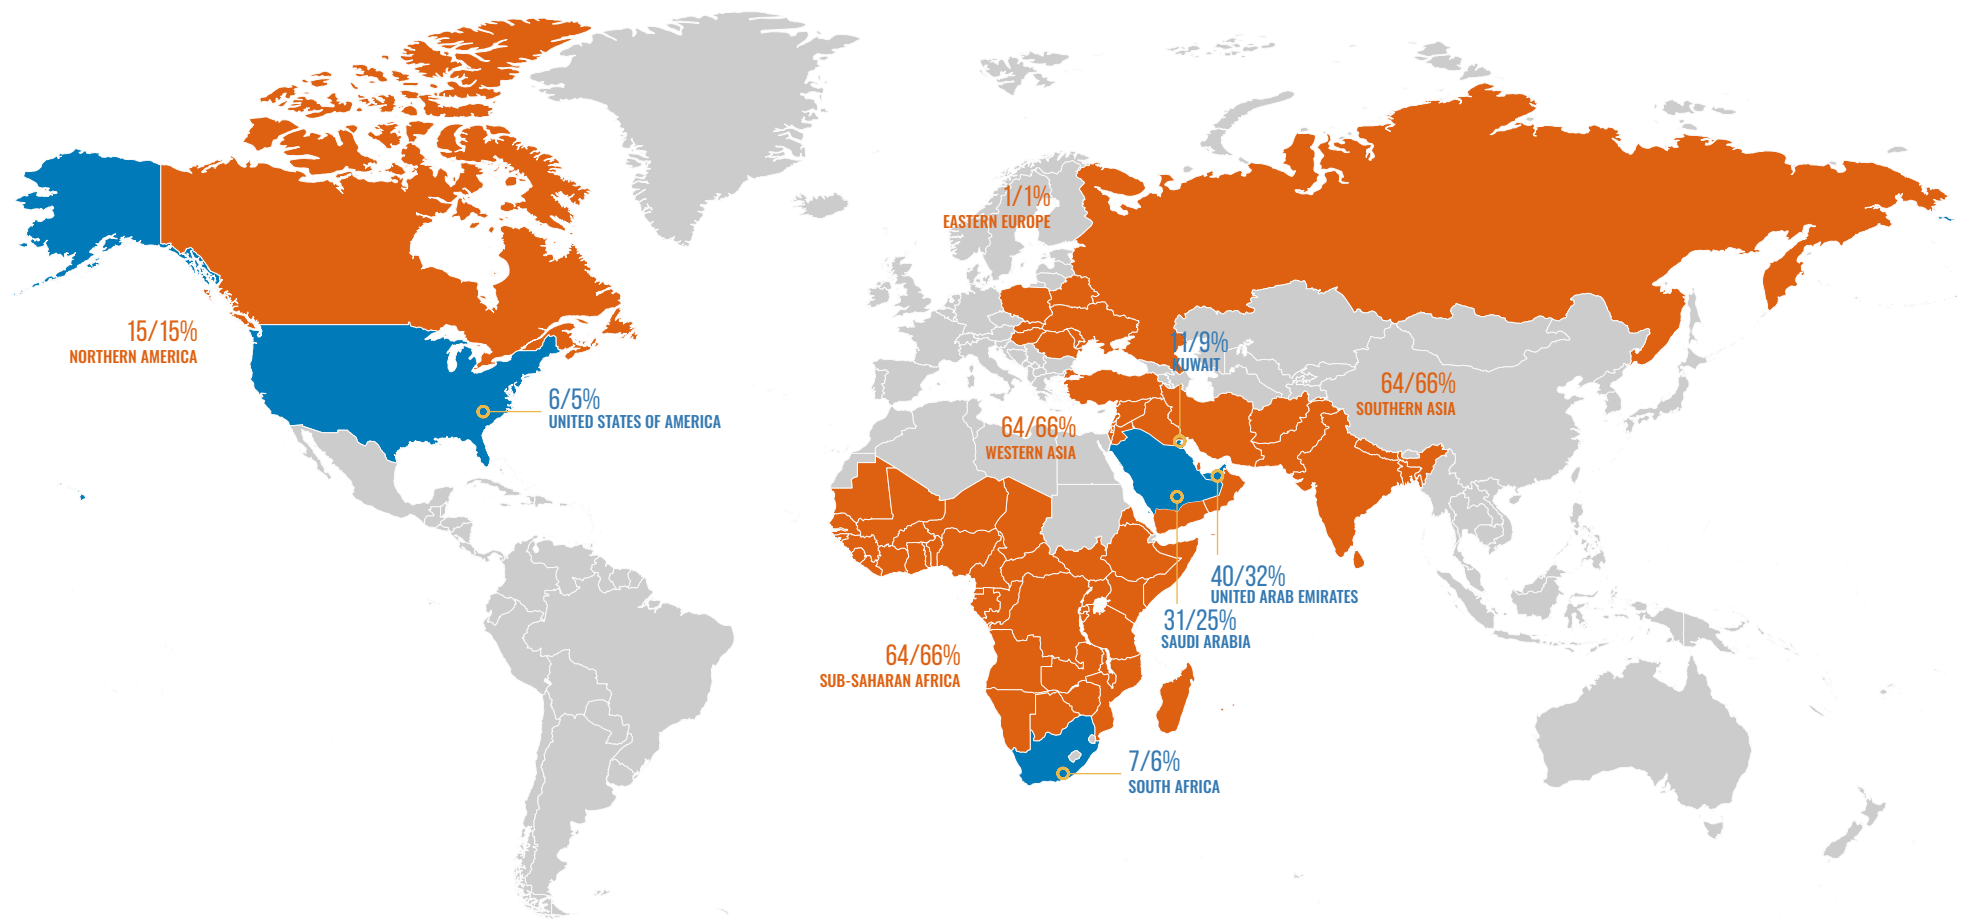 1/1%
EASTERN EUROPE
15/15%
NORTHERN AMERICA
11/9%
KUWAIT
6/5%
UNITED STATES OF AMERICA
64/66%
SOUTHERN ASIA
64/66%
WESTERN ASIA
40/32%
UNITED ARAB EMIRATES
31/25%
SAUDI ARABIA
64/66%
SUB-SAHARAN AFRICA
7/6%
SOUTH AFRICA